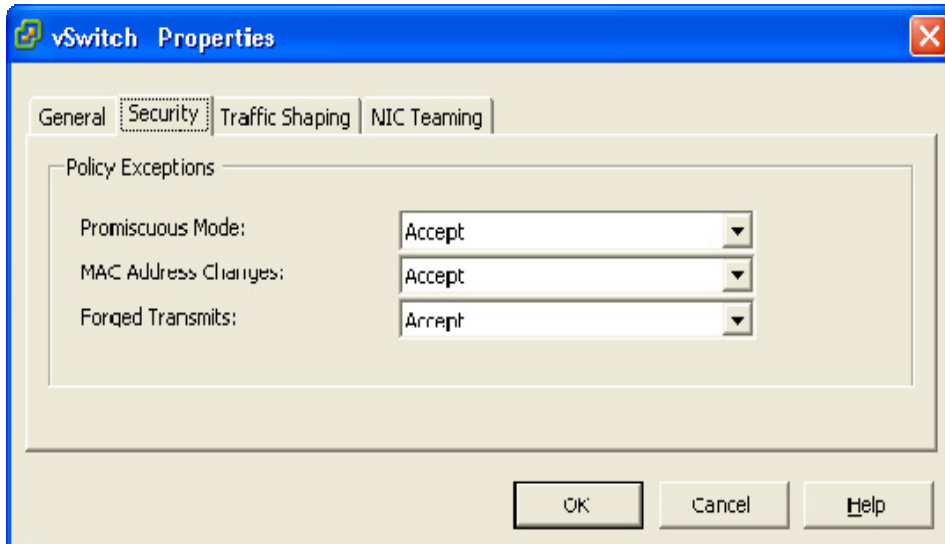 vSwitch Properties
General Security Traffic Shaping NIC Teaming
Policy Exceptions
Promiscuous Mode: Accept
MAC Address Changes: Accept
Forged Transmits: Accept
OK Cancel Help